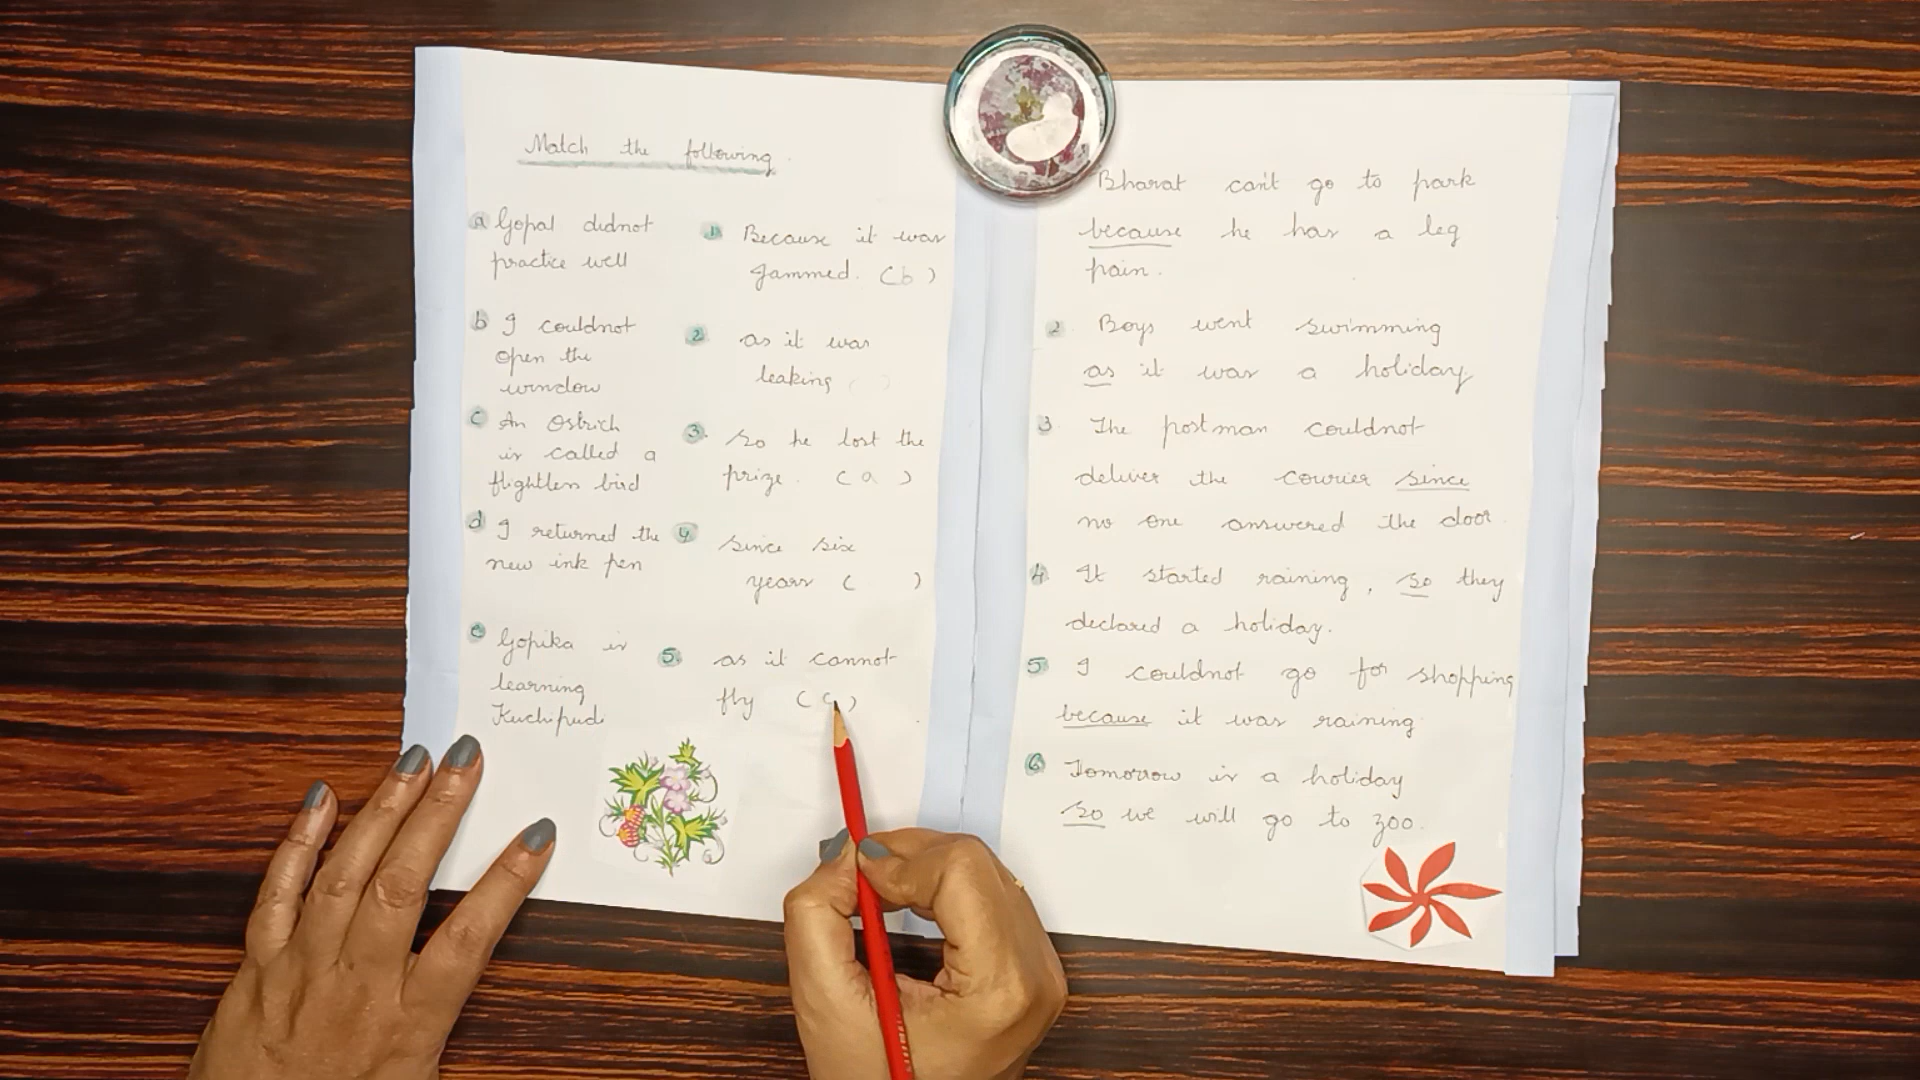 Match the following.
a Gopal didnot
practice well
b I couldnot
open the
window
c An Ostrich
is called a
flightless bird
d I returned the
new ink pen
e Gopika is
learning
Kuchipudi
1. Because it was
jammed. (b)
2. as it was
leaking ( )
3. so he lost the
prize. (a)
4. since six
years ( )
5. as it cannot
fly (c)
Bharat can't go to park
because he has a leg
pain.
2. Boys went swimming
as it was a holiday.
3. The postman couldnot
deliver the courier since
no one answered the door.
4. It started raining, so they
declared a holiday.
5 I couldnot go for shopping
because it was raining.
6 Tomorrow is a holiday
so we will go to zoo.